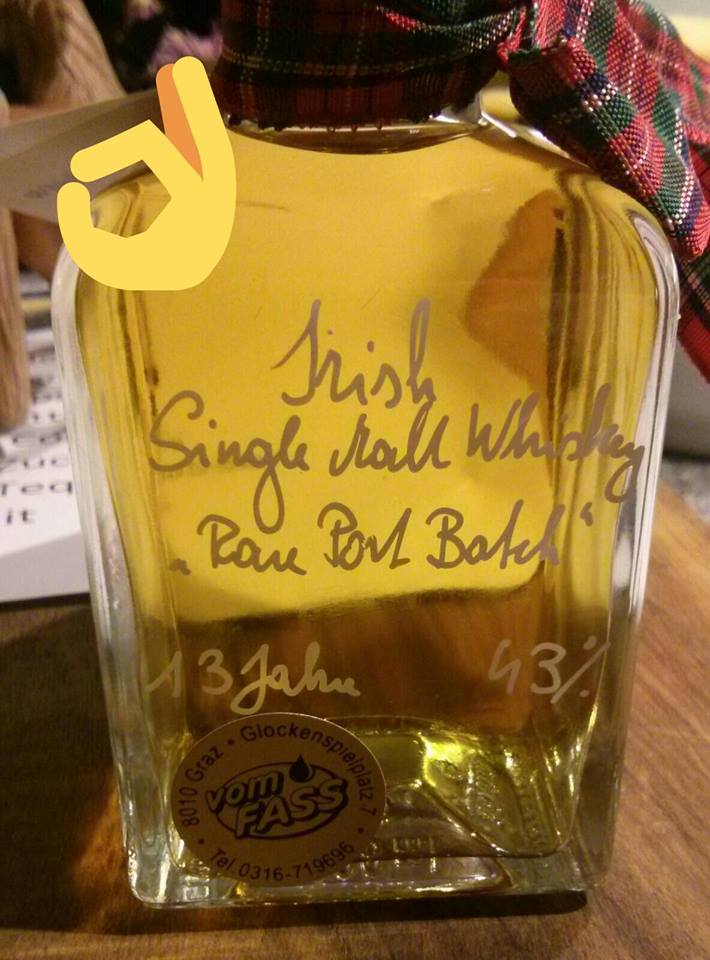 Irish
Single Malt Whiskey
„Rare Port Batch“
13 Jahre 43%
8010 Graz • Glockenspielplatz 7 •
vom
FASS
Tel. 0316-719696
it